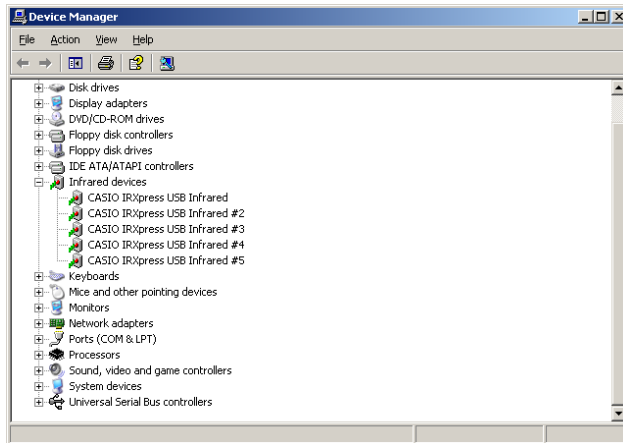 Device Manager
File Action View Help
Disk drives
Display adapters
DVD/CD-ROM drives
Floppy disk controllers
Floppy disk drives
IDE ATA/ATAPI controllers
Infrared devices
CASIO IRXpress USB Infrared
CASIO IRXpress USB Infrared #2
CASIO IRXpress USB Infrared #3
CASIO IRXpress USB Infrared #4
CASIO IRXpress USB Infrared #5
Keyboards
Mice and other pointing devices
Monitors
Network adapters
Ports (COM & LPT)
Processors
Sound, video and game controllers
System devices
Universal Serial Bus controllers